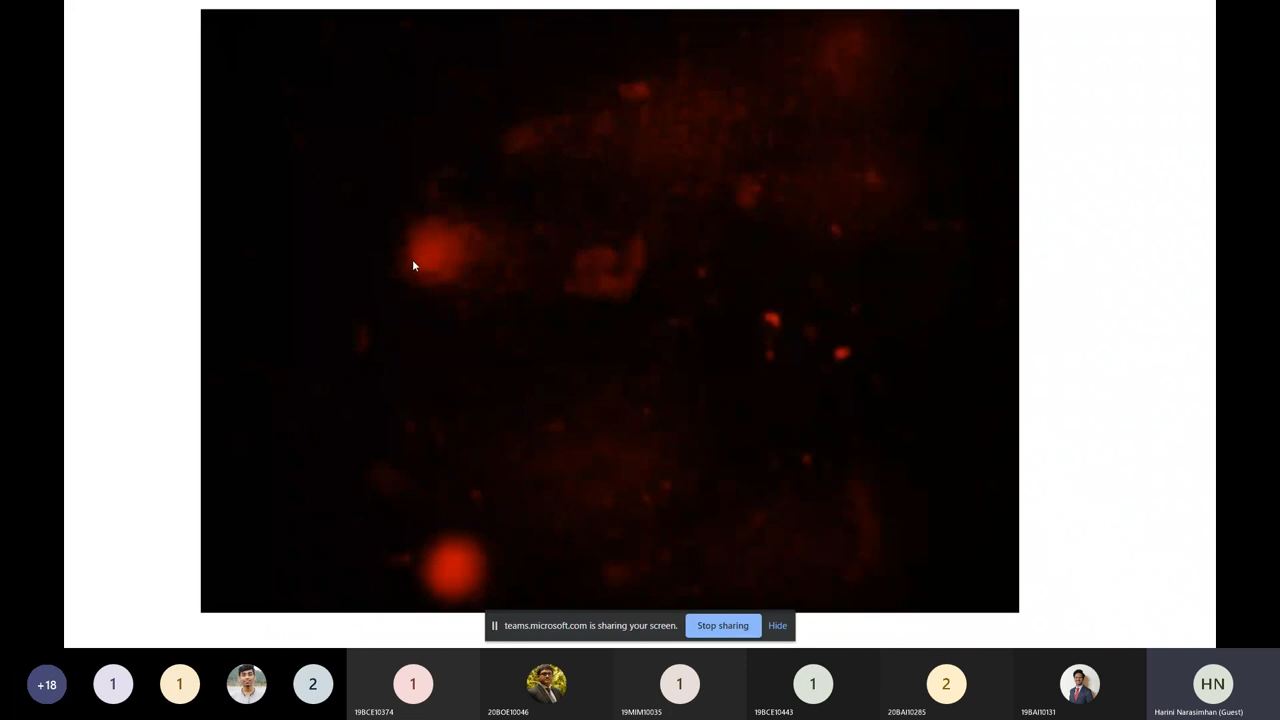 teams.microsoft.com is sharing your screen. Stop sharing Hide
+18 1 1 2 1 1 1 2 HN
19BCE10374 20BOE10046 19MIM10035 19BCE10443 20BAI10285 19BAI10131 Harini Narasimhan (Guest)